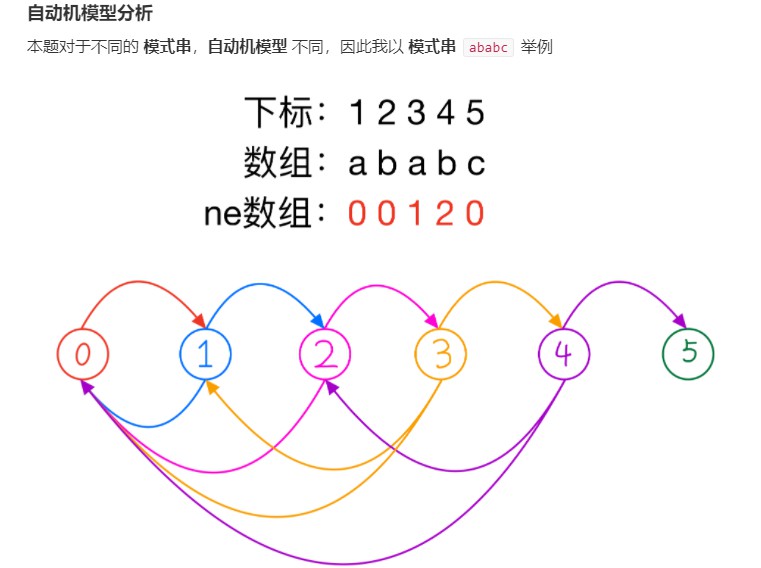 自动机模型分析
本题对于不同的 模式串，自动机模型 不同，因此我以 模式串 ababc 举例
下标：1 2 3 4 5
数组：a b a b c
ne数组：0 0 1 2 0
0 1 2 3 4 5